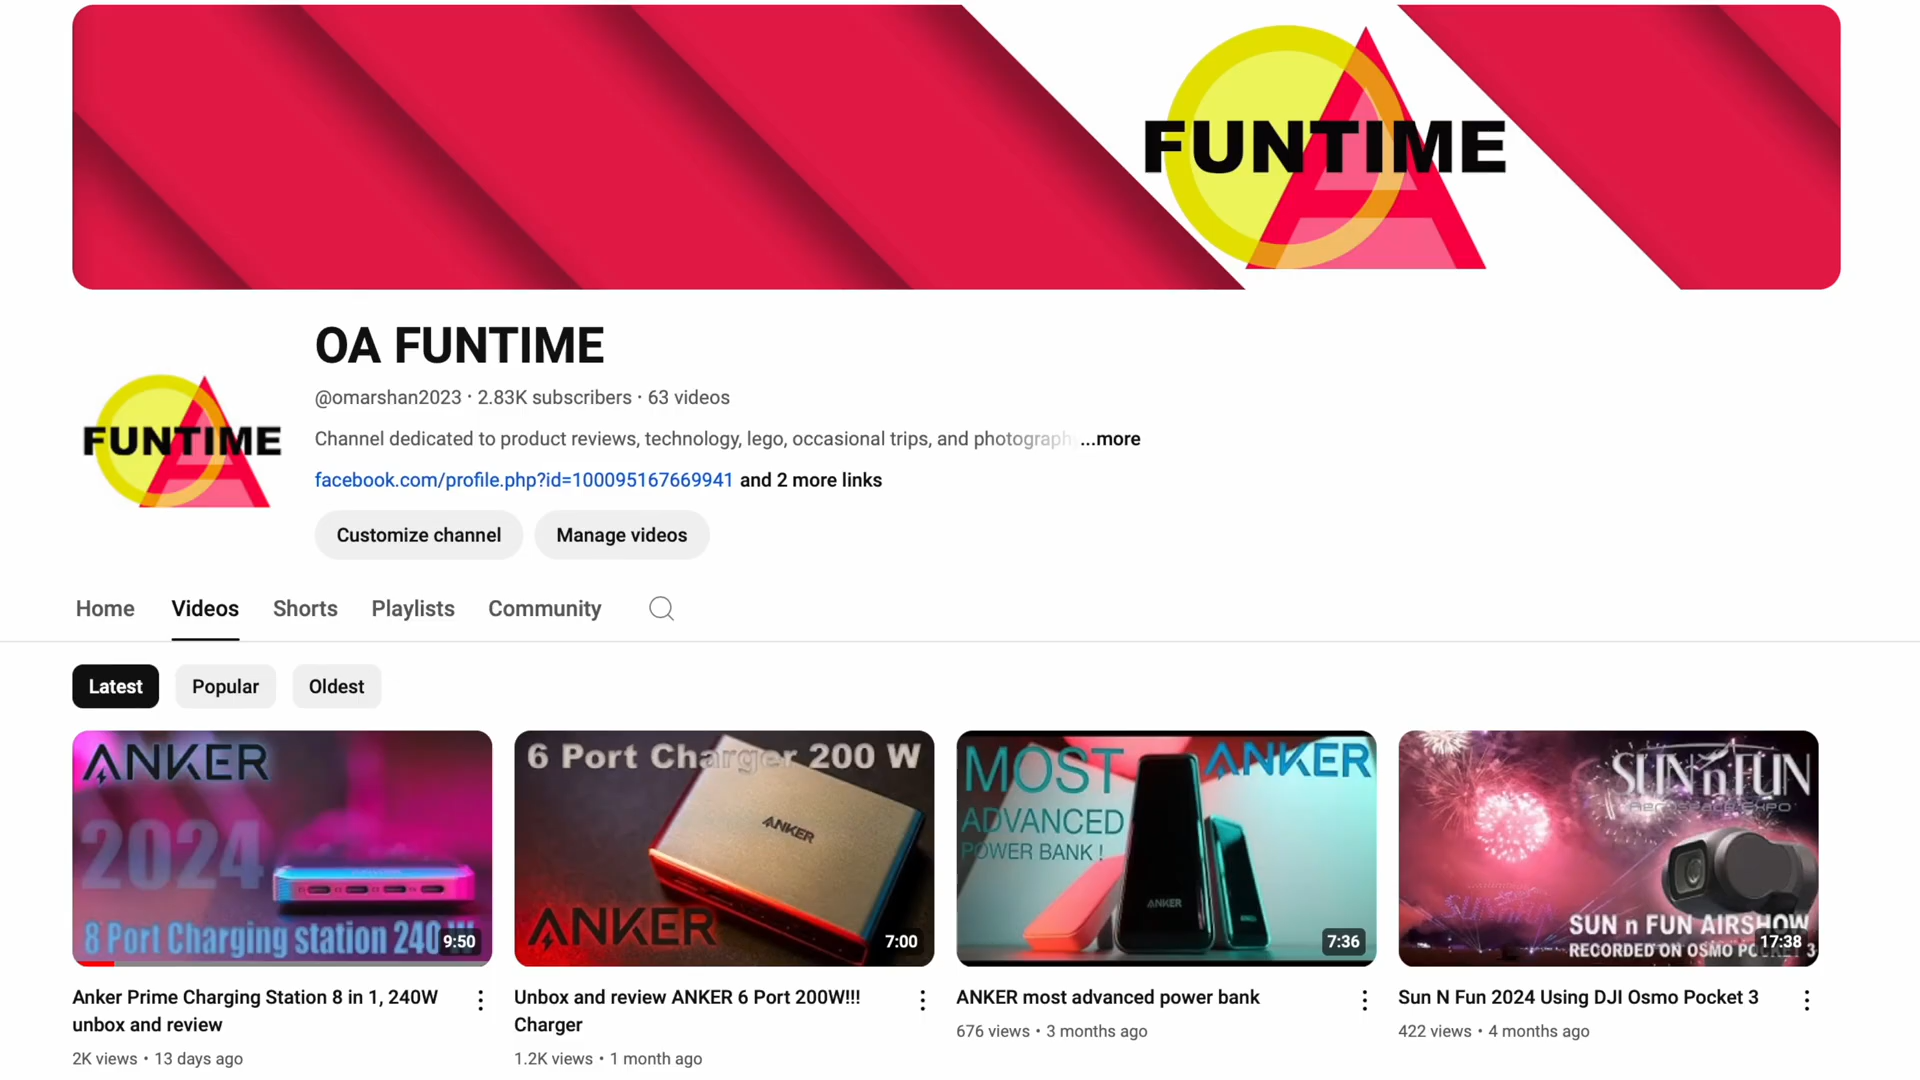 FUNTIME
OA FUNTIME
@omarshan2023 · 2.83K subscribers · 63 videos
FUNTIME
Channel dedicated to product reviews, technology, lego, occasional trips, and photograph ...more
facebook.com/profile.php?id=100095167669941 and 2 more links
Customize channel
Manage videos
Home
Videos
Shorts
Playlists
Community
Latest
Popular
Oldest
ANKER
2024
8 Port Charging station 240 W
9:50
6 Port Charger 200 W
ANKER
ANKER
7:00
MOST
ADVANCED
POWER BANK !
ANKER
ANKER
7:36
SUN n FUN
Aerospace Expo
SUN n FUN AIRSHOW
RECORDED ON OSMO POCKET 3
17:38
Anker Prime Charging Station 8 in 1, 240W
unbox and review
2K views · 13 days ago
Unbox and review ANKER 6 Port 200W!!!
Charger
1.2K views · 1 month ago
ANKER most advanced power bank
676 views · 3 months ago
Sun N Fun 2024 Using DJI Osmo Pocket 3
422 views · 4 months ago